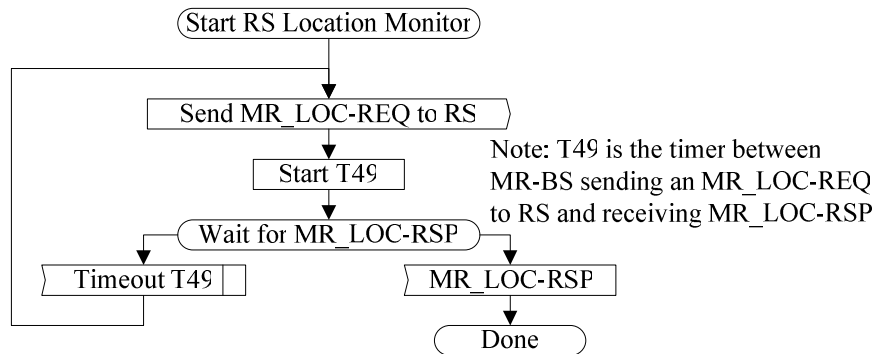 Start RS Location Monitor
Send MR_LOC-REQ to RS
Start T49
Note: T49 is the timer between
MR-BS sending an MR_LOC-REQ
to RS and receiving MR_LOC-RSP
Wait for MR_LOC-RSP
Timeout T49
MR_LOC-RSP
Done